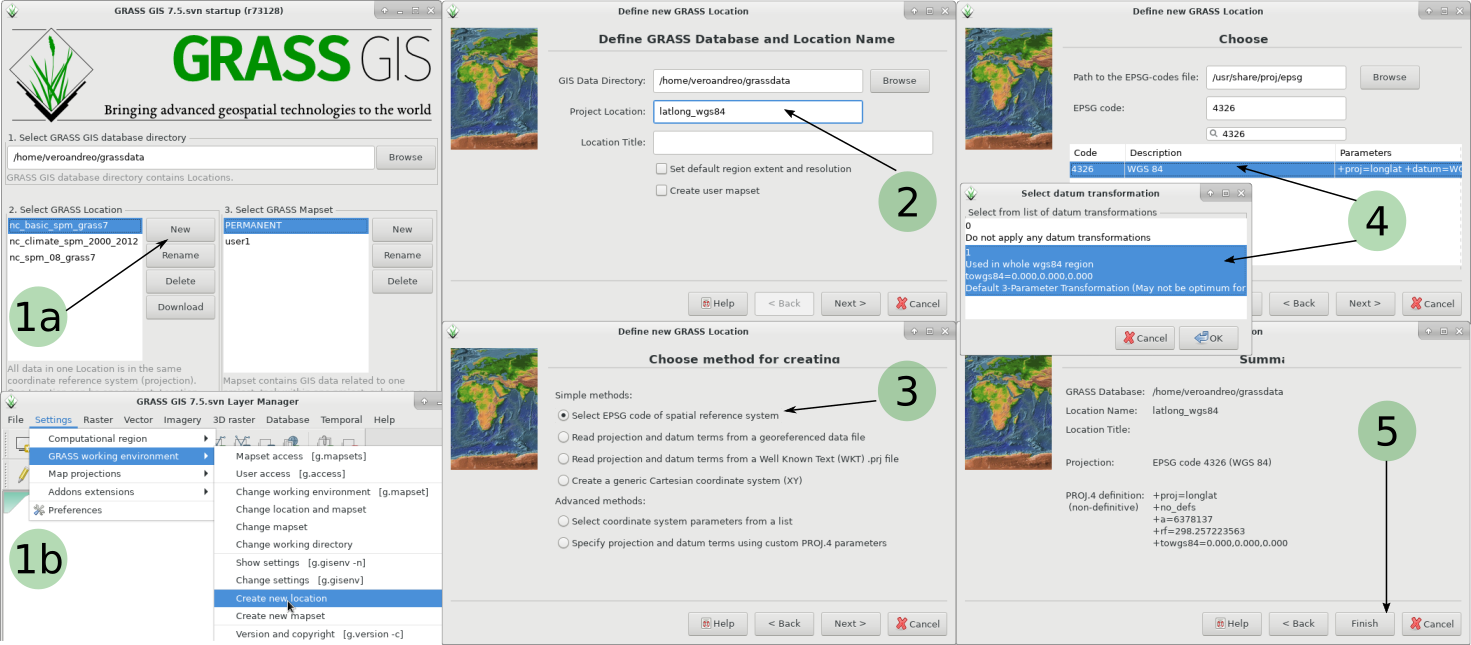 GRASS GIS 7.5.svn startup (r73128)
GRASS GIS
Bringing advanced geospatial technologies to the world
1. Select GRASS GIS database directory
/home/veroandreo/grassdata
Browse
GRASS GIS database directory contains Locations.
2. Select GRASS Location
3. Select GRASS Mapset
nc_basic_spm_grass7
nc_climate_spm_2000_2012
nc_spm_08_grass7
New
Rename
Delete
Download
PERMANENT
user1
New
Rename
Delete
1a
All data in one Location is in the same
coordinate reference system (projection).
Mapset contains GIS data related to one
GRASS GIS 7.5.svn Layer Manager
File Settings Raster Vector Imagery 3D raster Database Temporal Help
Computational region
GRASS working environment
Map projections
Addons extensions
Preferences
Mapset access [g.mapsets]
User access [g.access]
Change working environment [g.mapset]
Change location and mapset
Change mapset
Change working directory
Show settings [g.gisenv -n]
Change settings [g.gisenv]
Create new location
Create new mapset
Version and copyright [g.version -c]
1b
Define new GRASS Location
Define GRASS Database and Location Name
GIS Data Directory: /home/veroandreo/grassdata Browse
Project Location: latlong_wgs84
Location Title:
Set default region extent and resolution
Create user mapset
2
Help < Back Next > Cancel
Define new GRASS Location
Choose method for creating
Simple methods:
Select EPSG code of spatial reference system
Read projection and datum terms from a georeferenced data file
Read projection and datum terms from a Well Known Text (WKT) .prj file
Create a generic Cartesian coordinate system (XY)
Advanced methods:
Select coordinate system parameters from a list
Specify projection and datum terms using custom PROJ.4 parameters
3
Help < Back Next > Cancel
Define new GRASS Location
Choose
Path to the EPSG-codes file: /usr/share/proj/epsg Browse
EPSG code: 4326
4326
Code Description Parameters
4326 WGS 84 +proj=longlat +datum=WG
4
Select datum transformation
Select from list of datum transformations
0
Do not apply any datum transformations
1
Used in whole wgs84 region
towgs84=0.000,0.000,0.000
Default 3-Parameter Transformation (May not be optimum for
Cancel OK
< Back Next > Cancel
on
Summa
GRASS Database: /home/veroandreo/grassdata
Location Name: latlong_wgs84
Location Title:
Projection: EPSG code 4326 (WGS 84)
PROJ.4 definition: +proj=longlat
(non-definitive) +no_defs
+a=6378137
+rf=298.257223563
+towgs84=0.000,0.000,0.000
5
Help < Back Finish Cancel